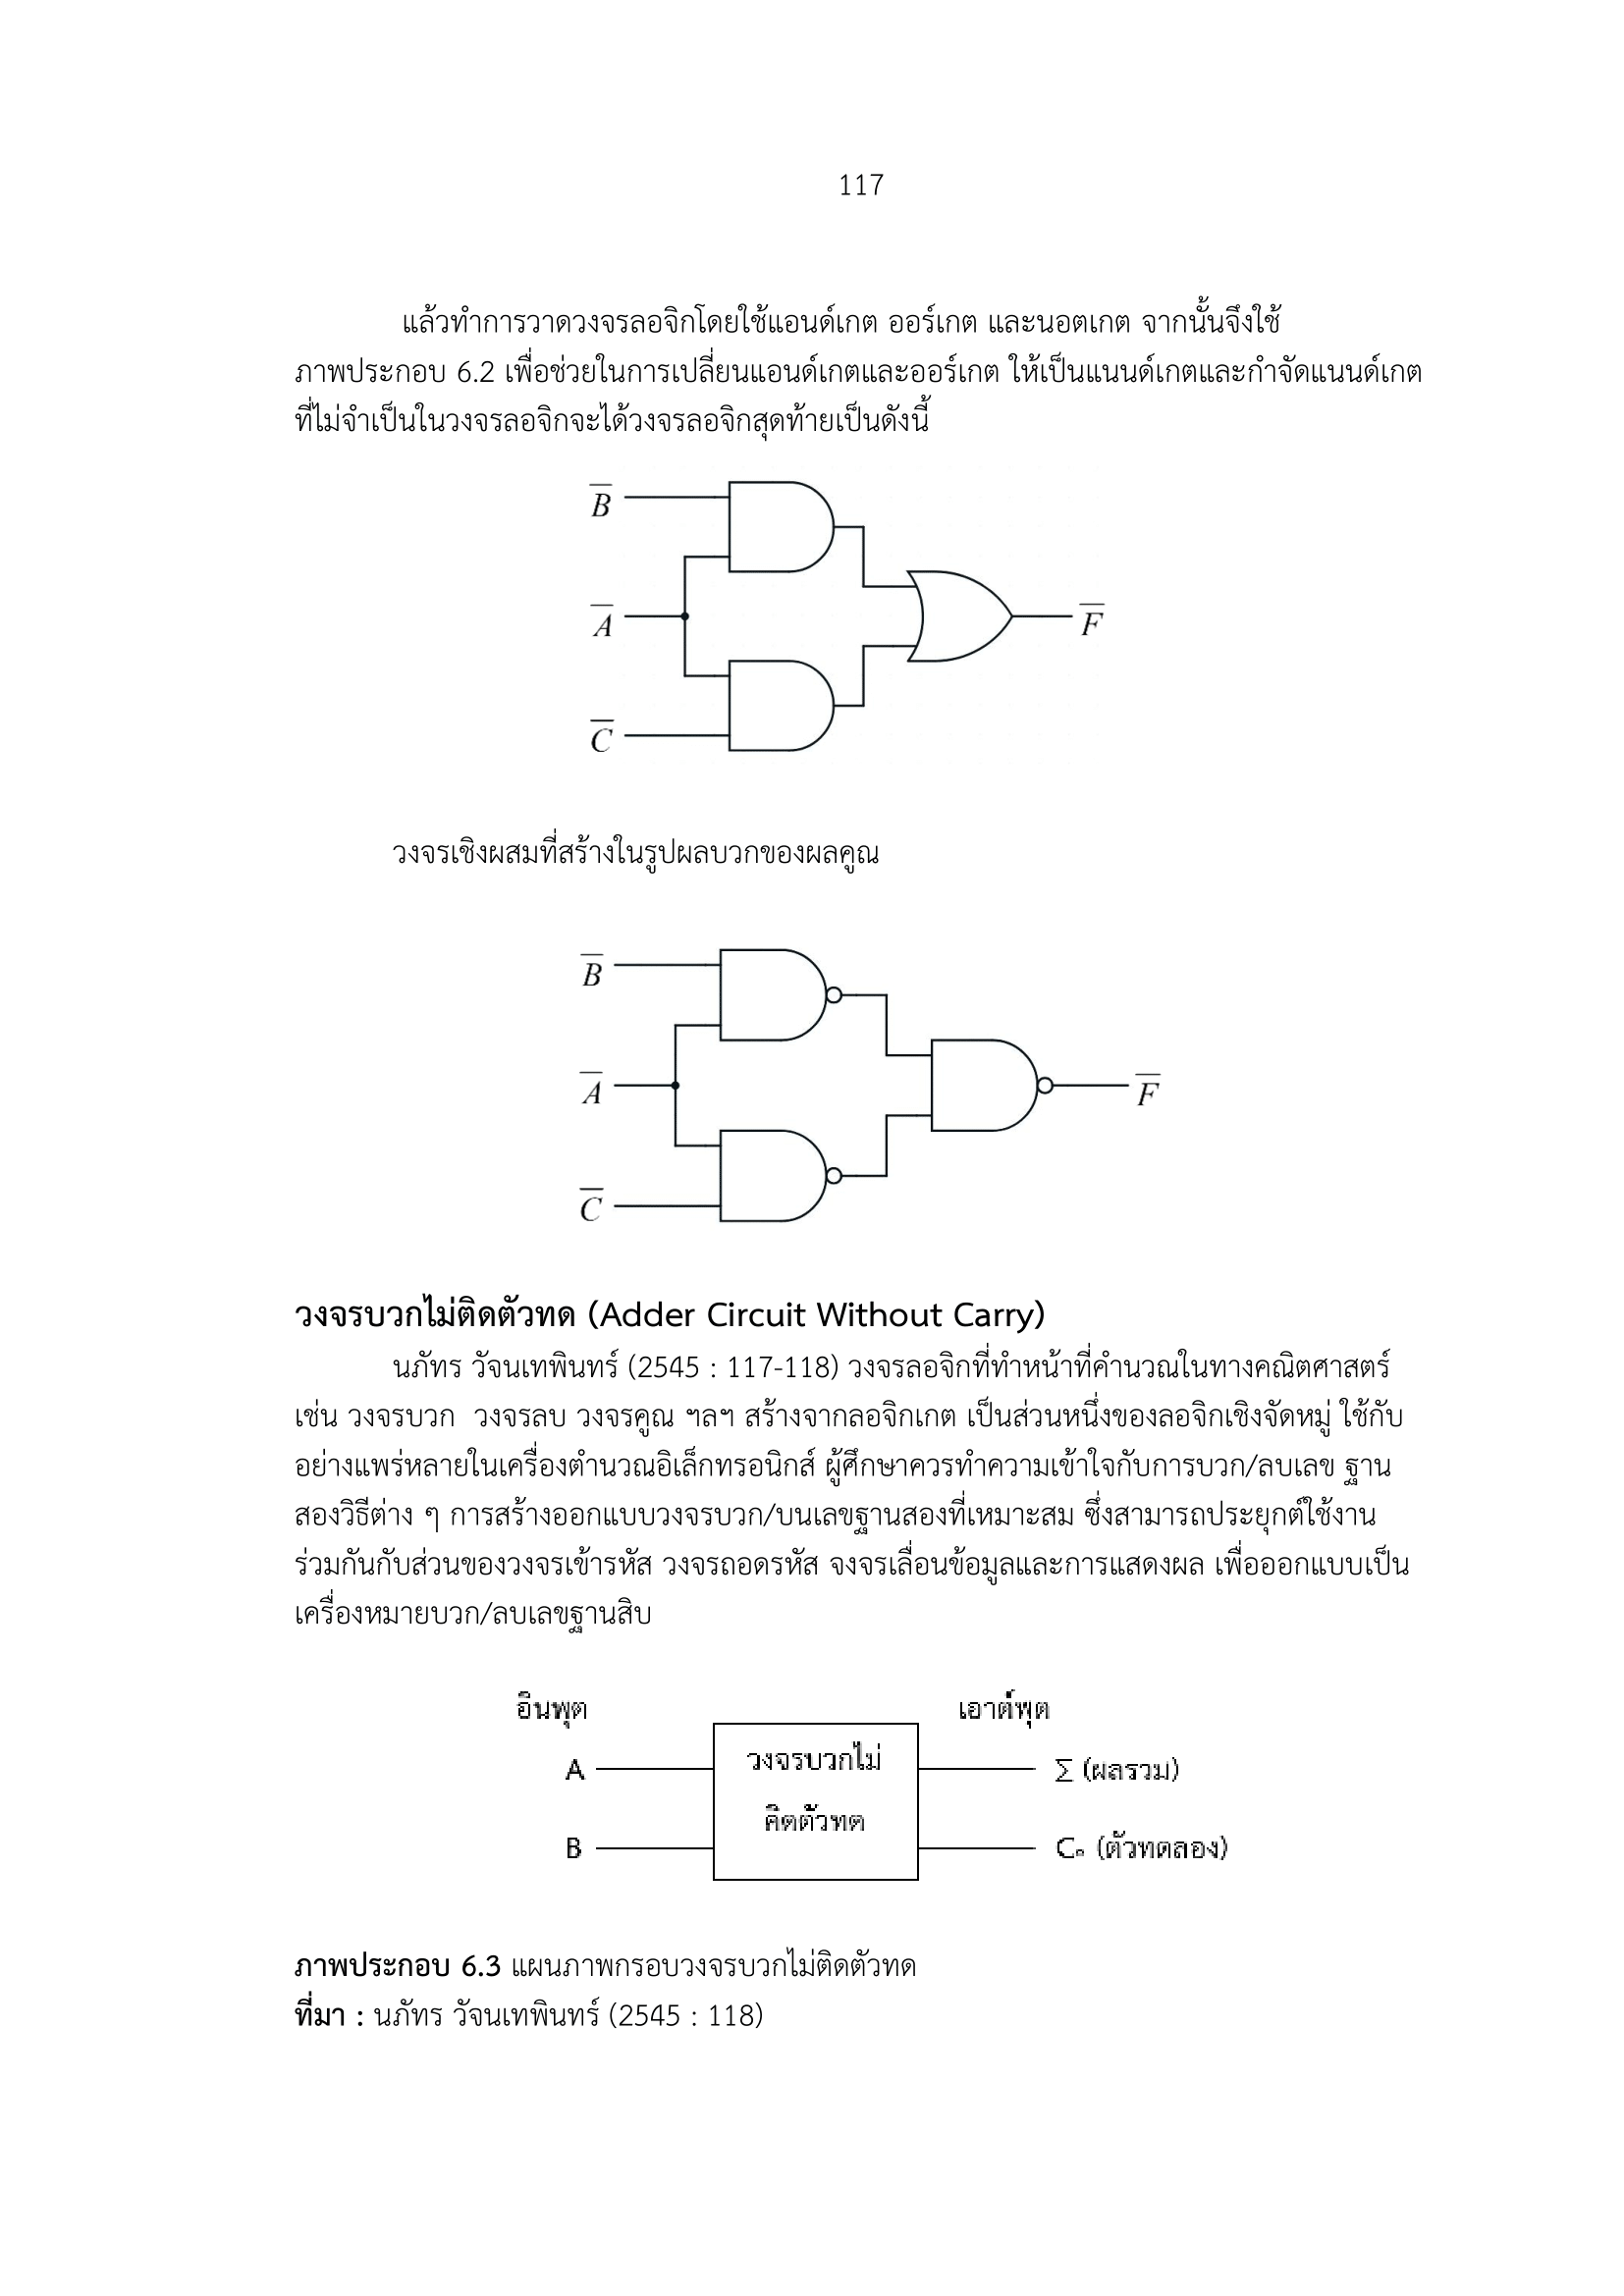 117
แล้วทำการวาดวงจรลอจิกโดยใช้แอนด์เกต ออร์เกต และนอตเกต จากนั้นจึงใช้
ภาพประกอบ 6.2 เพื่อช่วยในการเปลี่ยนแอนด์เกตและออร์เกต ให้เป็นแนนด์เกตและกำจัดแนนด์เกต
ที่ไม่จำเป็นในวงจรลอจิกจะได้วงจรลอจิกสุดท้ายเป็นดังนี้
B̅
A̅
F̅
C̅
วงจรเชิงผสมที่สร้างในรูปผลบวกของผลคูณ
B̅
A̅
F̅
C̅
วงจรบวกไม่ติดตัวทด (Adder Circuit Without Carry)
นภัทร วัจนเทพินทร์ (2545 : 117-118) วงจรลอจิกที่ทำหน้าที่คำนวณในทางคณิตศาสตร์
เช่น วงจรบวก วงจรลบ วงจรคูณ ฯลฯ สร้างจากลอจิกเกต เป็นส่วนหนึ่งของลอจิกเชิงจัดหมู่ ใช้กับ
อย่างแพร่หลายในเครื่องตำนวณอิเล็กทรอนิกส์ ผู้ศึกษาควรทำความเข้าใจกับการบวก/ลบเลข ฐาน
สองวิธีต่าง ๆ การสร้างออกแบบวงจรบวก/บนเลขฐานสองที่เหมาะสม ซึ่งสามารถประยุกต์ใช้งาน
ร่วมกันกับส่วนของวงจรเข้ารหัส วงจรถอดรหัส จงจรเลื่อนข้อมูลและการแสดงผล เพื่อออกแบบเป็น
เครื่องหมายบวก/ลบเลขฐานสิบ
อินพุต เอาต์พุต
A วงจรบวกไม่ Σ (ผลรวม)
คิดตัวทด
B Cₒ (ตัวทดลอง)
ภาพประกอบ 6.3 แผนภาพกรอบวงจรบวกไม่ติดตัวทด
ที่มา : นภัทร วัจนเทพินทร์ (2545 : 118)